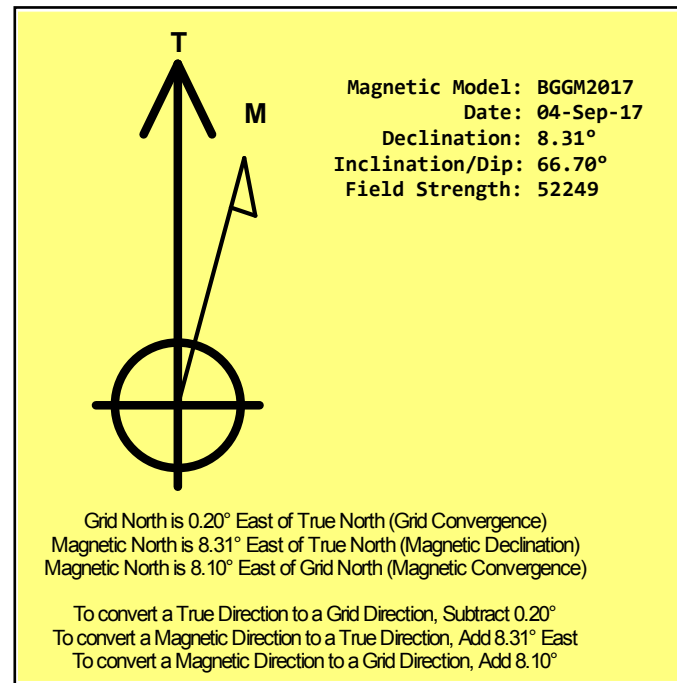 T
M
Magnetic Model: BGGM2017
Date: 04-Sep-17
Declination: 8.31°
Inclination/Dip: 66.70°
Field Strength: 52249
Grid North is 0.20° East of True North (Grid Convergence)
Magnetic North is 8.31° East of True North (Magnetic Declination)
Magnetic North is 8.10° East of Grid North (Magnetic Convergence)
To convert a True Direction to a Grid Direction, Subtract 0.20°
To convert a Magnetic Direction to a True Direction, Add 8.31° East
To convert a Magnetic Direction to a Grid Direction, Add 8.10°